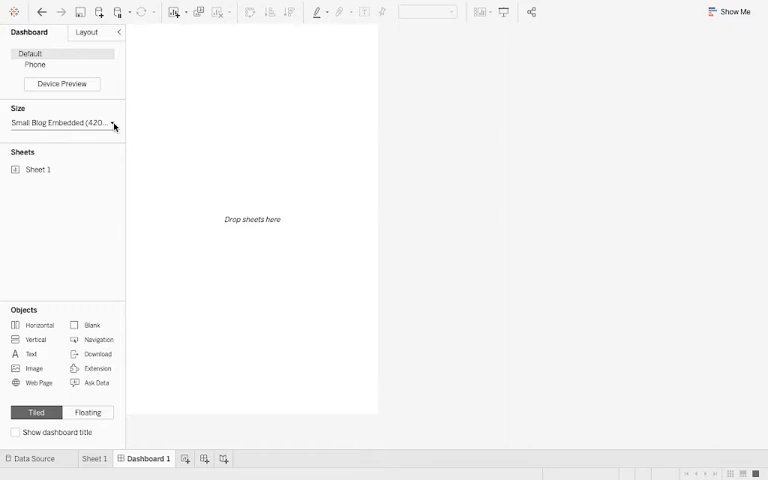 Show Me
Dashboard
Layout
Default
Phone
Device Preview
Size
Small Blog Embedded (420...
Sheets
Sheet 1
Drop sheets here
Objects
Horizontal
Blank
Vertical
Navigation
Text
Download
Image
Extension
Web Page
Ask Data
Tiled
Floating
Show dashboard title
Data Source
Sheet 1
Dashboard 1